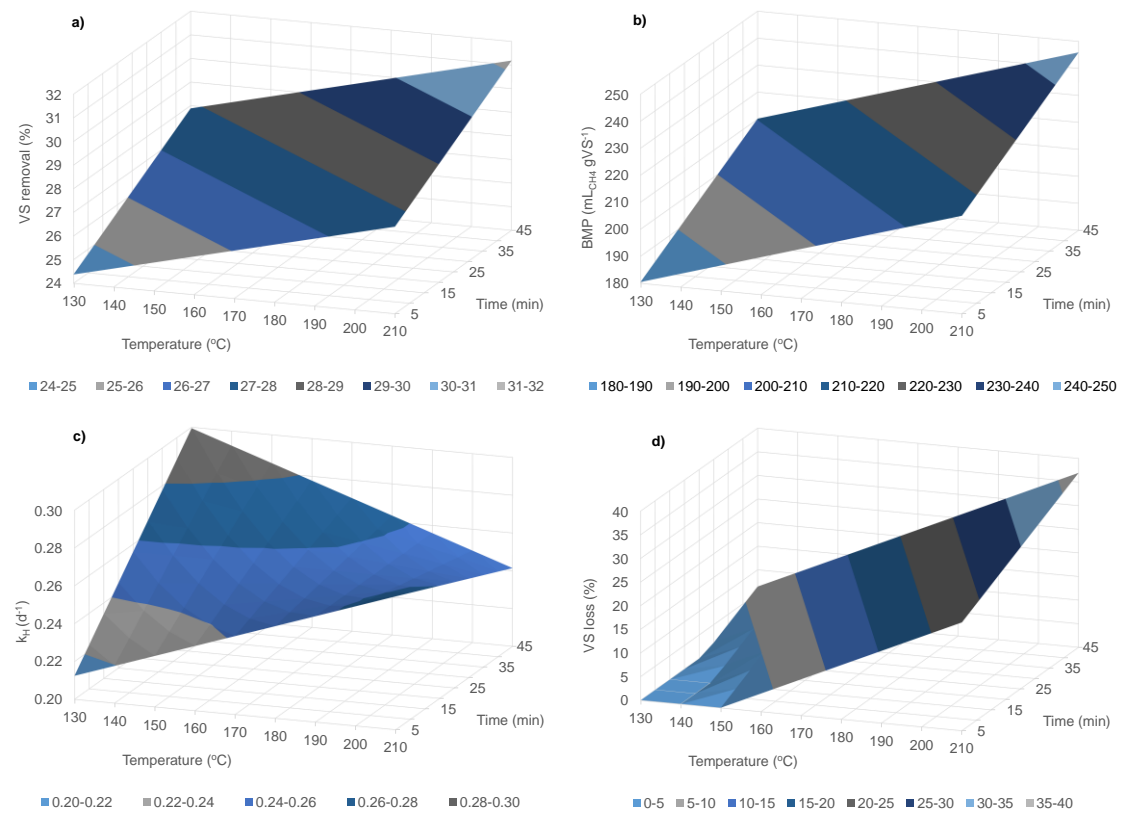 a)
VS removal (%)
32
31
30
29
28
27
26
25
24
130 140 150 160 170 180 190 200 210
5 15 25 35 45
Time (min)
Temperature (ºC)
24-25 25-26 26-27 27-28 28-29 29-30 30-31 31-32
b)
BMP (mLCH4 gVS-1)
250
240
230
220
210
200
190
180
130 140 150 160 170 180 190 200 210
5 15 25 35 45
Time (min)
Temperature (ºC)
180-190 190-200 200-210 210-220 220-230 230-240 240-250
c)
kH (d-1)
0.30
0.28
0.26
0.24
0.22
0.20
130 140 150 160 170 180 190 200 210
5 15 25 35 45
Time (min)
Temperature (ºC)
0.20-0.22 0.22-0.24 0.24-0.26 0.26-0.28 0.28-0.30
d)
VS loss (%)
40
35
30
25
20
15
10
5
0
130 140 150 160 170 180 190 200 210
5 15 25 35 45
Time (min)
Temperature (ºC)
0-5 5-10 10-15 15-20 20-25 25-30 30-35 35-40